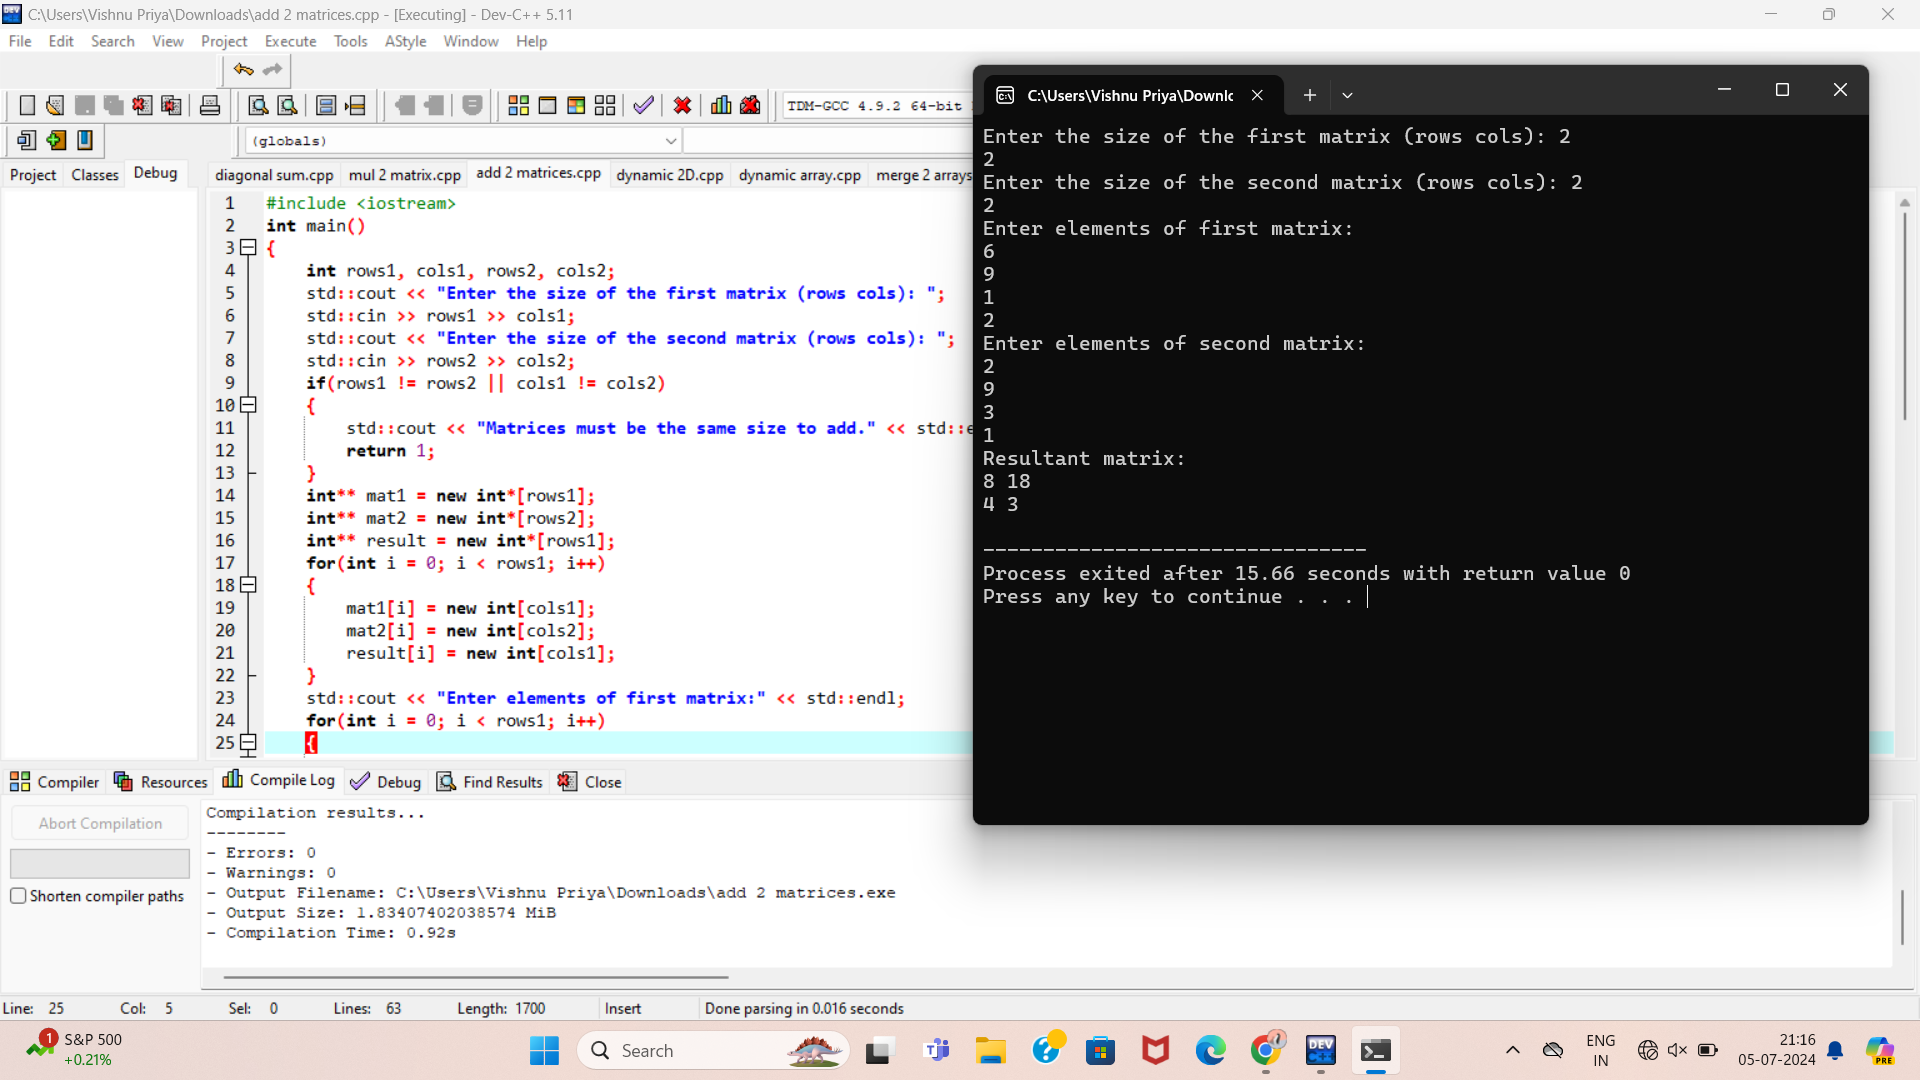 C:\Users\Vishnu Priya\Downloads\add 2 matrices.cpp - [Executing] - Dev-C++ 5.11
File Edit Search View Project Execute Tools AStyle Window Help
TDM-GCC 4.9.2 64-bit
(globals)
Project Classes Debug
diagonal sum.cpp mul 2 matrix.cpp add 2 matrices.cpp dynamic 2D.cpp dynamic array.cpp merge 2 arrays
1 #include <iostream>
2 int main()
3 {
4 int rows1, cols1, rows2, cols2;
5 std::cout << "Enter the size of the first matrix (rows cols): ";
6 std::cin >> rows1 >> cols1;
7 std::cout << "Enter the size of the second matrix (rows cols): ";
8 std::cin >> rows2 >> cols2;
9 if(rows1 != rows2 || cols1 != cols2)
10 {
11 std::cout << "Matrices must be the same size to add." << std::e
12 return 1;
13 }
14 int** mat1 = new int*[rows1];
15 int** mat2 = new int*[rows2];
16 int** result = new int*[rows1];
17 for(int i = 0; i < rows1; i++)
18 {
19 mat1[i] = new int[cols1];
20 mat2[i] = new int[cols2];
21 result[i] = new int[cols1];
22 }
23 std::cout << "Enter elements of first matrix:" << std::endl;
24 for(int i = 0; i < rows1; i++)
25 {
C:\Users\Vishnu Priya\Downlc
Enter the size of the first matrix (rows cols): 2
2
Enter the size of the second matrix (rows cols): 2
2
Enter elements of first matrix:
6
9
1
2
Enter elements of second matrix:
2
9
3
1
Resultant matrix:
8 18
4 3
--------------------------------
Process exited after 15.66 seconds with return value 0
Press any key to continue . . .
Compiler Resources Compile Log Debug Find Results Close
Abort Compilation
Shorten compiler paths
Compilation results...
--------
- Errors: 0
- Warnings: 0
- Output Filename: C:\Users\Vishnu Priya\Downloads\add 2 matrices.exe
- Output Size: 1.83407402038574 MiB
- Compilation Time: 0.92s
Line: 25 Col: 5 Sel: 0 Lines: 63 Length: 1700 Insert Done parsing in 0.016 seconds
1
S&P 500
+0.21%
Search
DEV
ENG
IN
21:16
05-07-2024
PRE